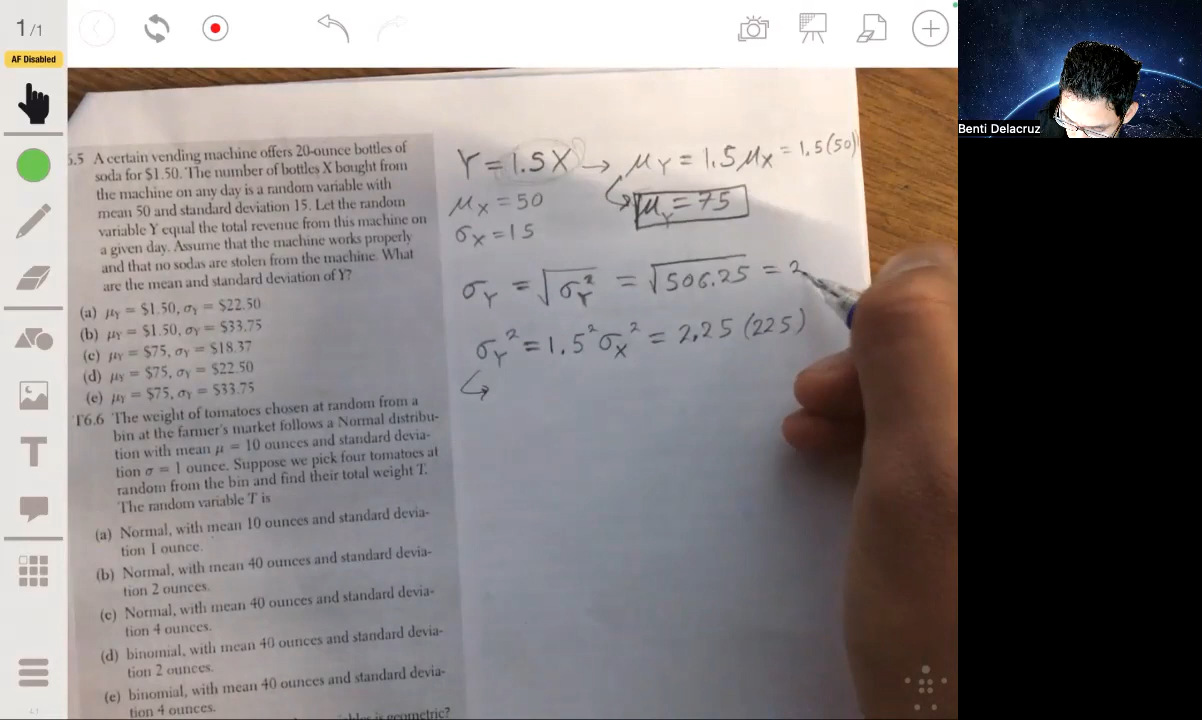 1/1
AF Disabled
Benti Delacruz
5.5 A certain vending machine offers 20-ounce bottles of
soda for $1.50. The number of bottles X bought from
the machine on any day is a random variable with
mean 50 and standard deviation 15. Let the random
variable Y equal the total revenue from this machine on
a given day. Assume that the machine works properly
and that no sodas are stolen from the machine. What
are the mean and standard deviation of Y?
(a) μY = $1.50, σY = $22.50
(b) μY = $1.50, σY = $33.75
(c) μY = $75, σY = $18.37
(d) μY = $75, σY = $22.50
(e) μY = $75, σY = $33.75
T6.6 The weight of tomatoes chosen at random from a
bin at the farmer's market follows a Normal distribu-
tion with mean μ = 10 ounces and standard devia-
tion σ = 1 ounce. Suppose we pick four tomatoes at
random from the bin and find their total weight T.
The random variable T is
(a) Normal, with mean 10 ounces and standard devia-
tion 1 ounce.
(b) Normal, with mean 40 ounces and standard devia-
tion 2 ounces.
(c) Normal, with mean 40 ounces and standard devia-
tion 4 ounces.
(d) binomial, with mean 40 ounces and standard devia-
tion 2 ounces.
(e) binomial, with mean 40 ounces and standard devia-
tion 4 ounces.
is geometric?
Y = 1.5X → μY = 1.5μX = 1.5(50)
μX = 50
μY = 75
σX = 15
σY = √σY² = √506.25 = 2
σY² = 1.5²σX² = 2.25(225)
T